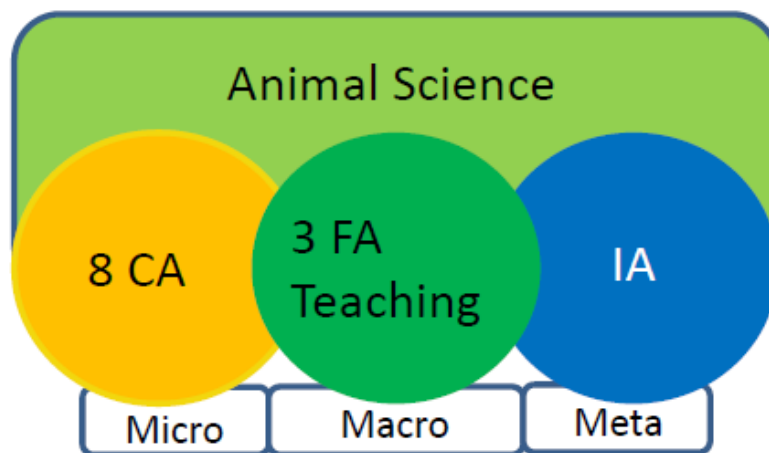 Animal Science
8 CA
3 FA
Teaching
IA
Micro
Macro
Meta